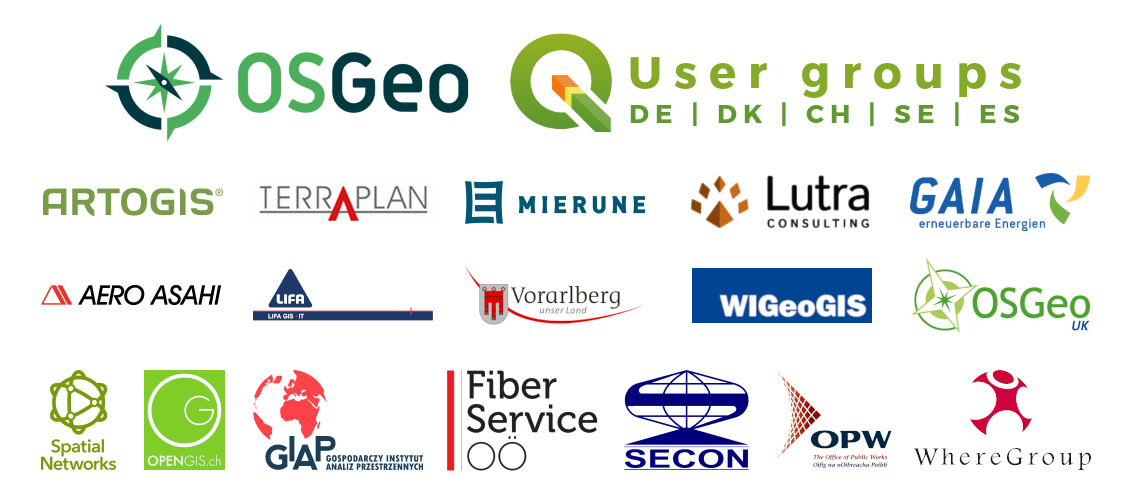 OSGeo
User groups
DE | DK | CH | SE | ES
ARTOGIS®
TERRAPLAN
MIERUNE
Lutra
CONSULTING
GAIA
erneuerbare Energien
AERO ASAHI
LIFA
LIFA GIS · IT
Vorarlberg
unser Land
WIGeoGIS
OSGeo
UK
Spatial
Networks
G
OPENGIS.ch
GIAP
GOSPODARCZY INSTYTUT
ANALIZ PRZESTRZENNYCH
Fiber
Service
OÖ
SECON
OPW
The Office of Public Works
Oifig na nOibreacha Poiblí
WhereGroup